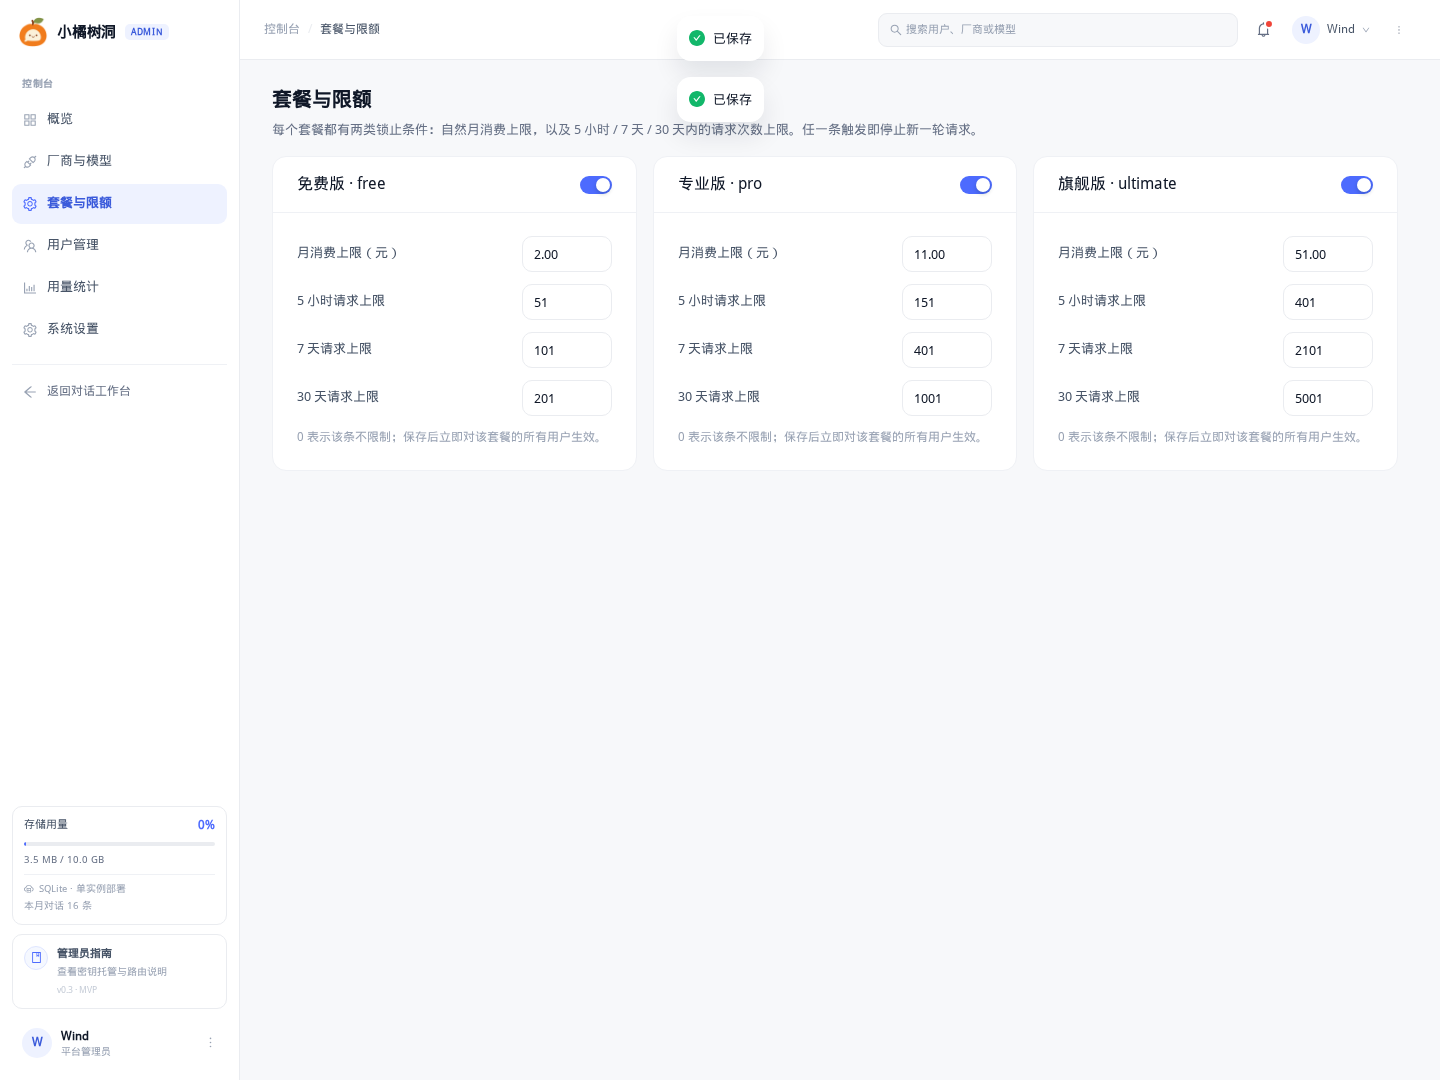 小橘树洞 ADMIN
控制台
概览
厂商与模型
套餐与限额
用户管理
用量统计
系统设置
返回对话工作台
存储用量 0%
3.5 MB / 10.0 GB
SQLite · 单实例部署
本月对话 16 条
管理员指南
查看密钥托管与路由说明
v0.3 · MVP
W Wind
平台管理员
控制台 / 套餐与限额
已保存
已保存
搜索用户、厂商或模型
W Wind
套餐与限额
每个套餐都有两类锁止条件：自然月消费上限，以及 5 小时 / 7 天 / 30 天内的请求次数上限。任一条触发即停止新一轮请求。
免费版 · free
月消费上限（元） 2.00
5 小时请求上限 51
7 天请求上限 101
30 天请求上限 201
0 表示该条不限制；保存后立即对该套餐的所有用户生效。
专业版 · pro
月消费上限（元） 11.00
5 小时请求上限 151
7 天请求上限 401
30 天请求上限 1001
0 表示该条不限制；保存后立即对该套餐的所有用户生效。
旗舰版 · ultimate
月消费上限（元） 51.00
5 小时请求上限 401
7 天请求上限 2101
30 天请求上限 5001
0 表示该条不限制；保存后立即对该套餐的所有用户生效。